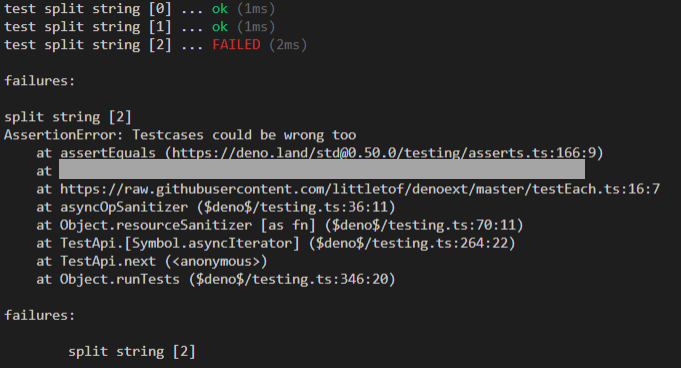 test split string [0] ... ok (1ms)
test split string [1] ... ok (1ms)
test split string [2] ... FAILED (2ms)
failures:
split string [2]
AssertionError: Testcases could be wrong too
at assertEquals (https://deno.land/std@0.50.0/testing/asserts.ts:166:9)
at
at https://raw.githubusercontent.com/littletof/denoext/master/testEach.ts:16:7
at asyncOpSanitizer ($deno$/testing.ts:36:11)
at Object.resourceSanitizer [as fn] ($deno$/testing.ts:70:11)
at TestApi.[Symbol.asyncIterator] ($deno$/testing.ts:264:22)
at TestApi.next (<anonymous>)
at Object.runTests ($deno$/testing.ts:346:20)
failures:
split string [2]